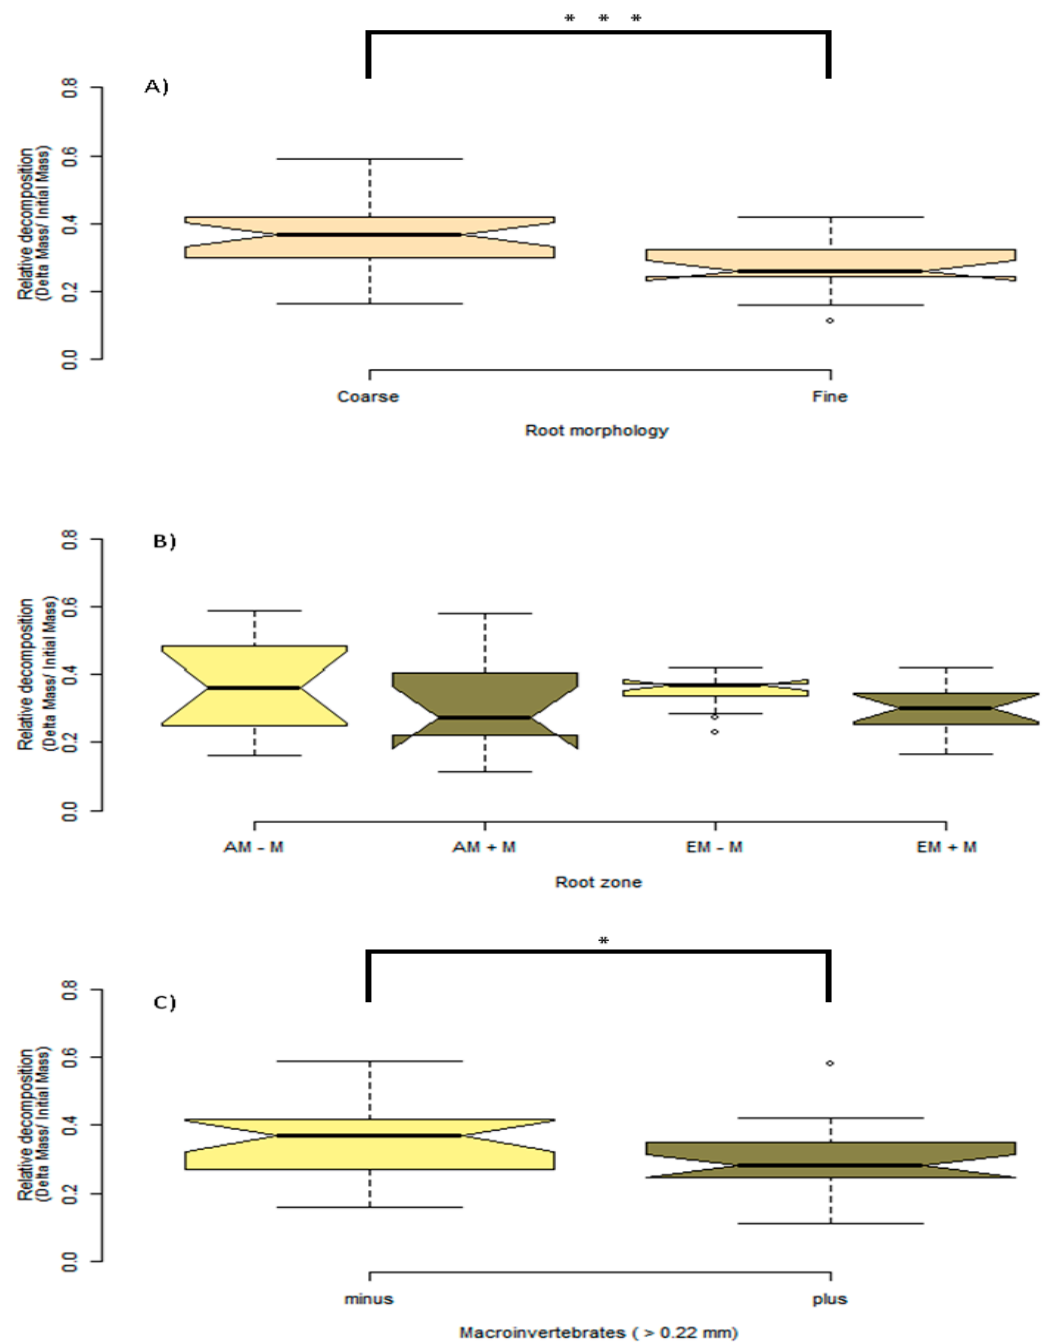 * * *
A)
0.8
0.6
0.4
0.2
0.0
Relative decomposition
(Delta Mass/ Initial Mass)
Coarse Fine
Root morphology
B)
0.8
0.6
0.4
0.2
0.0
Relative decomposition
(Delta Mass/ Initial Mass)
AM - M AM + M EM - M EM + M
Root zone
*
C)
0.8
0.6
0.4
0.2
0.0
Relative decomposition
(Delta Mass/ Initial Mass)
minus plus
Macroinvertebrates ( > 0.22 mm)